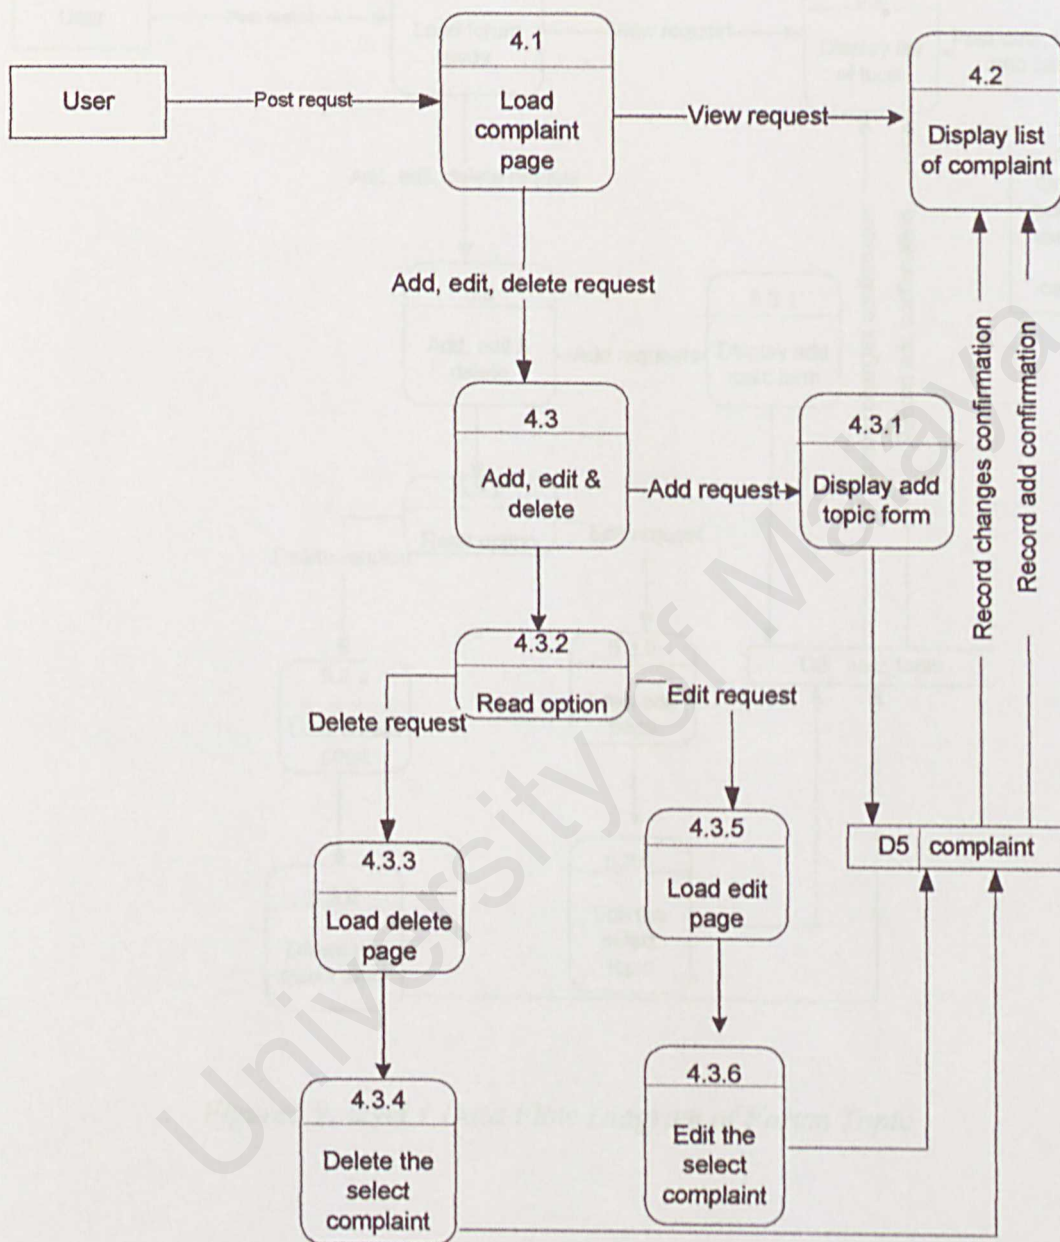 4.1
Load
complaint
page
User
Post requst
View request
4.2
Display list
of complaint
Add, edit, delete request
4.3
Add, edit &
delete
Add request
4.3.1
Display add
topic form
Record changes confirmation
Record add confirmation
4.3.2
Read option
Delete request
Edit request
4.3.3
Load delete
page
4.3.5
Load edit
page
D5 complaint
4.3.4
Delete the
select
complaint
4.3.6
Edit the
select
complaint
University of Malaya